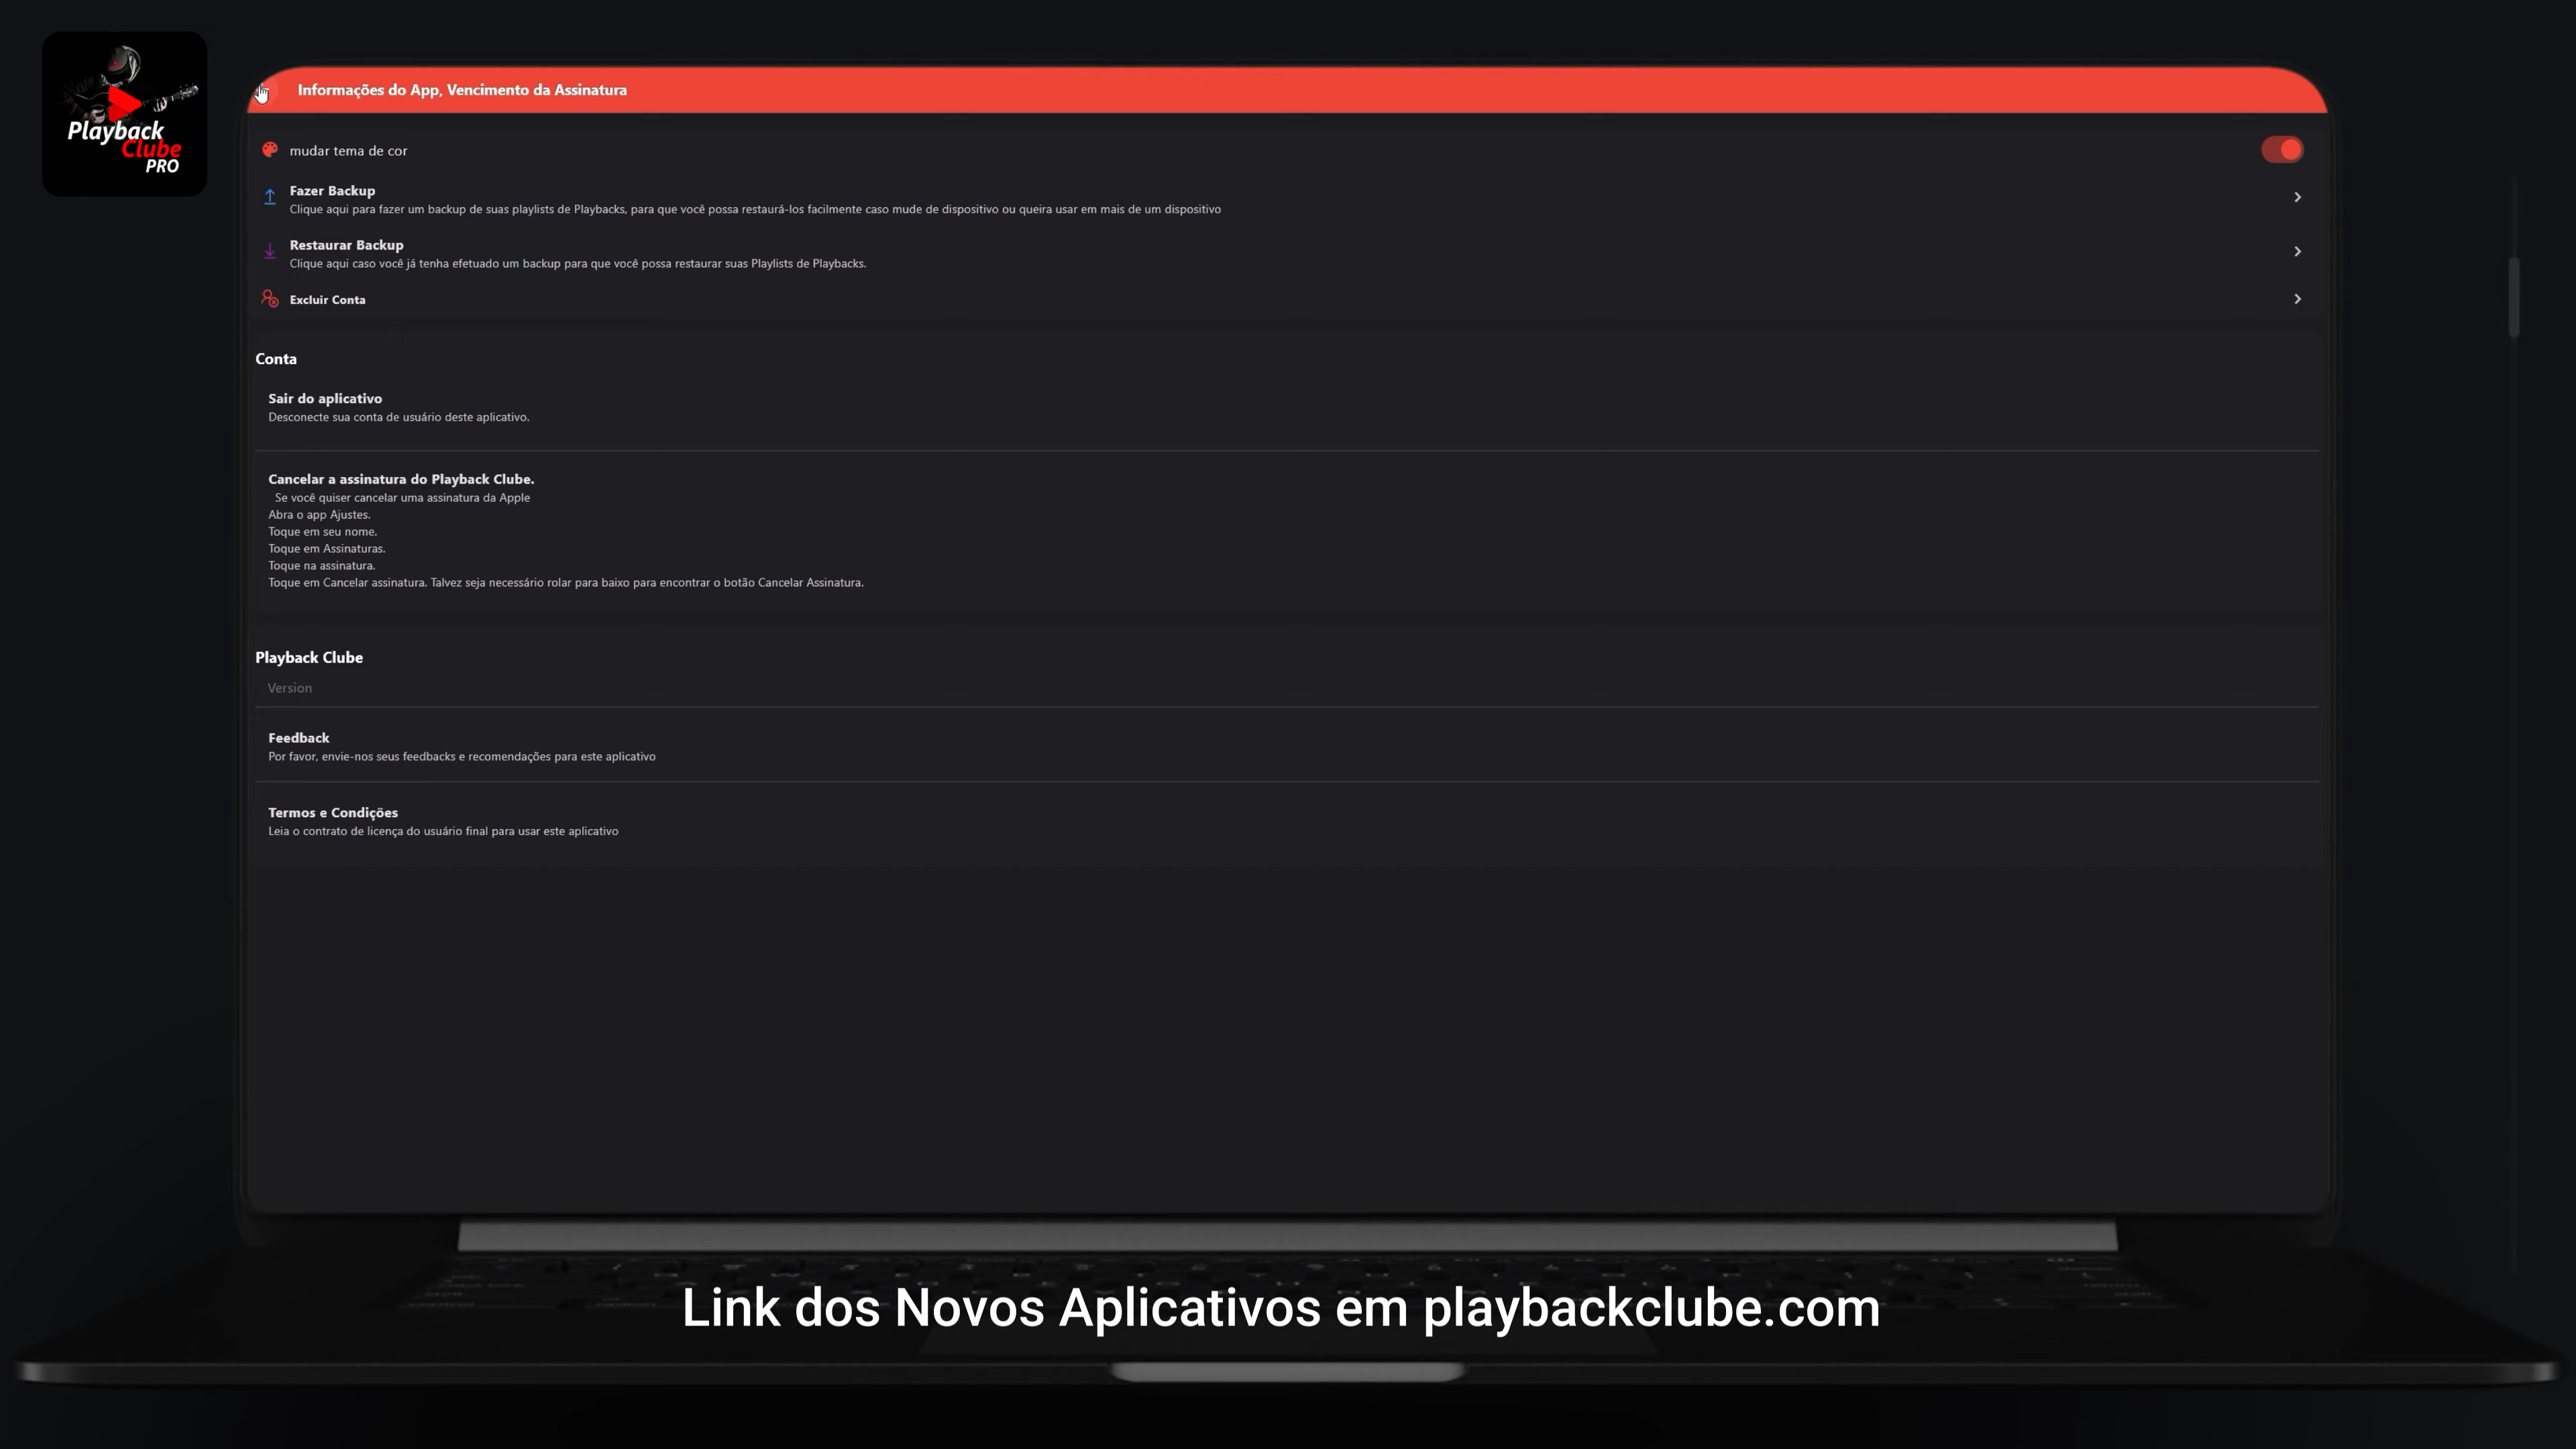 Playback
Clube
PRO
Informações do App, Vencimento da Assinatura
mudar tema de cor
Fazer Backup
Clique aqui para fazer um backup de suas playlists de Playbacks, para que você possa restaurá-los facilmente caso mude de dispositivo ou queira usar em mais de um dispositivo
Restaurar Backup
Clique aqui caso você já tenha efetuado um backup para que você possa restaurar suas Playlists de Playbacks.
Excluir Conta
Conta
Sair do aplicativo
Desconecte sua conta de usuário deste aplicativo.
Cancelar a assinatura do Playback Clube.
Se você quiser cancelar uma assinatura da Apple
Abra o app Ajustes.
Toque em seu nome.
Toque em Assinaturas.
Toque na assinatura.
Toque em Cancelar assinatura. Talvez seja necessário rolar para baixo para encontrar o botão Cancelar Assinatura.
Playback Clube
Version
Feedback
Por favor, envie-nos seus feedbacks e recomendações para este aplicativo
Termos e Condições
Leia o contrato de licença do usuário final para usar este aplicativo
Link dos Novos Aplicativos em playbackclube.com